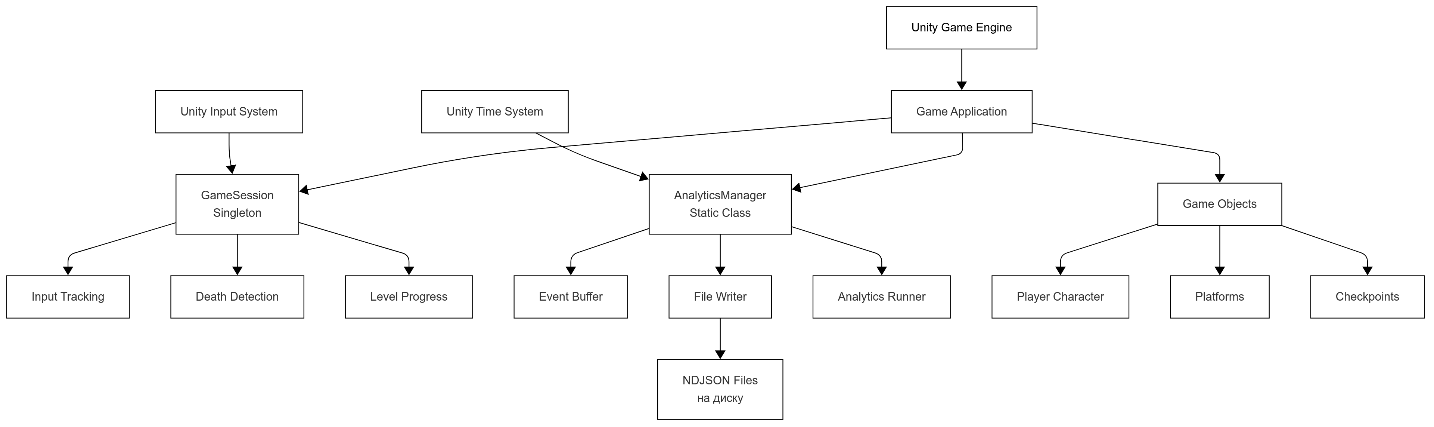 Unity Game Engine
Unity Input System
Unity Time System
Game Application
GameSession
Singleton
AnalyticsManager
Static Class
Game Objects
Input Tracking
Death Detection
Level Progress
Event Buffer
File Writer
Analytics Runner
Player Character
Platforms
Checkpoints
NDJSON Files
на диску